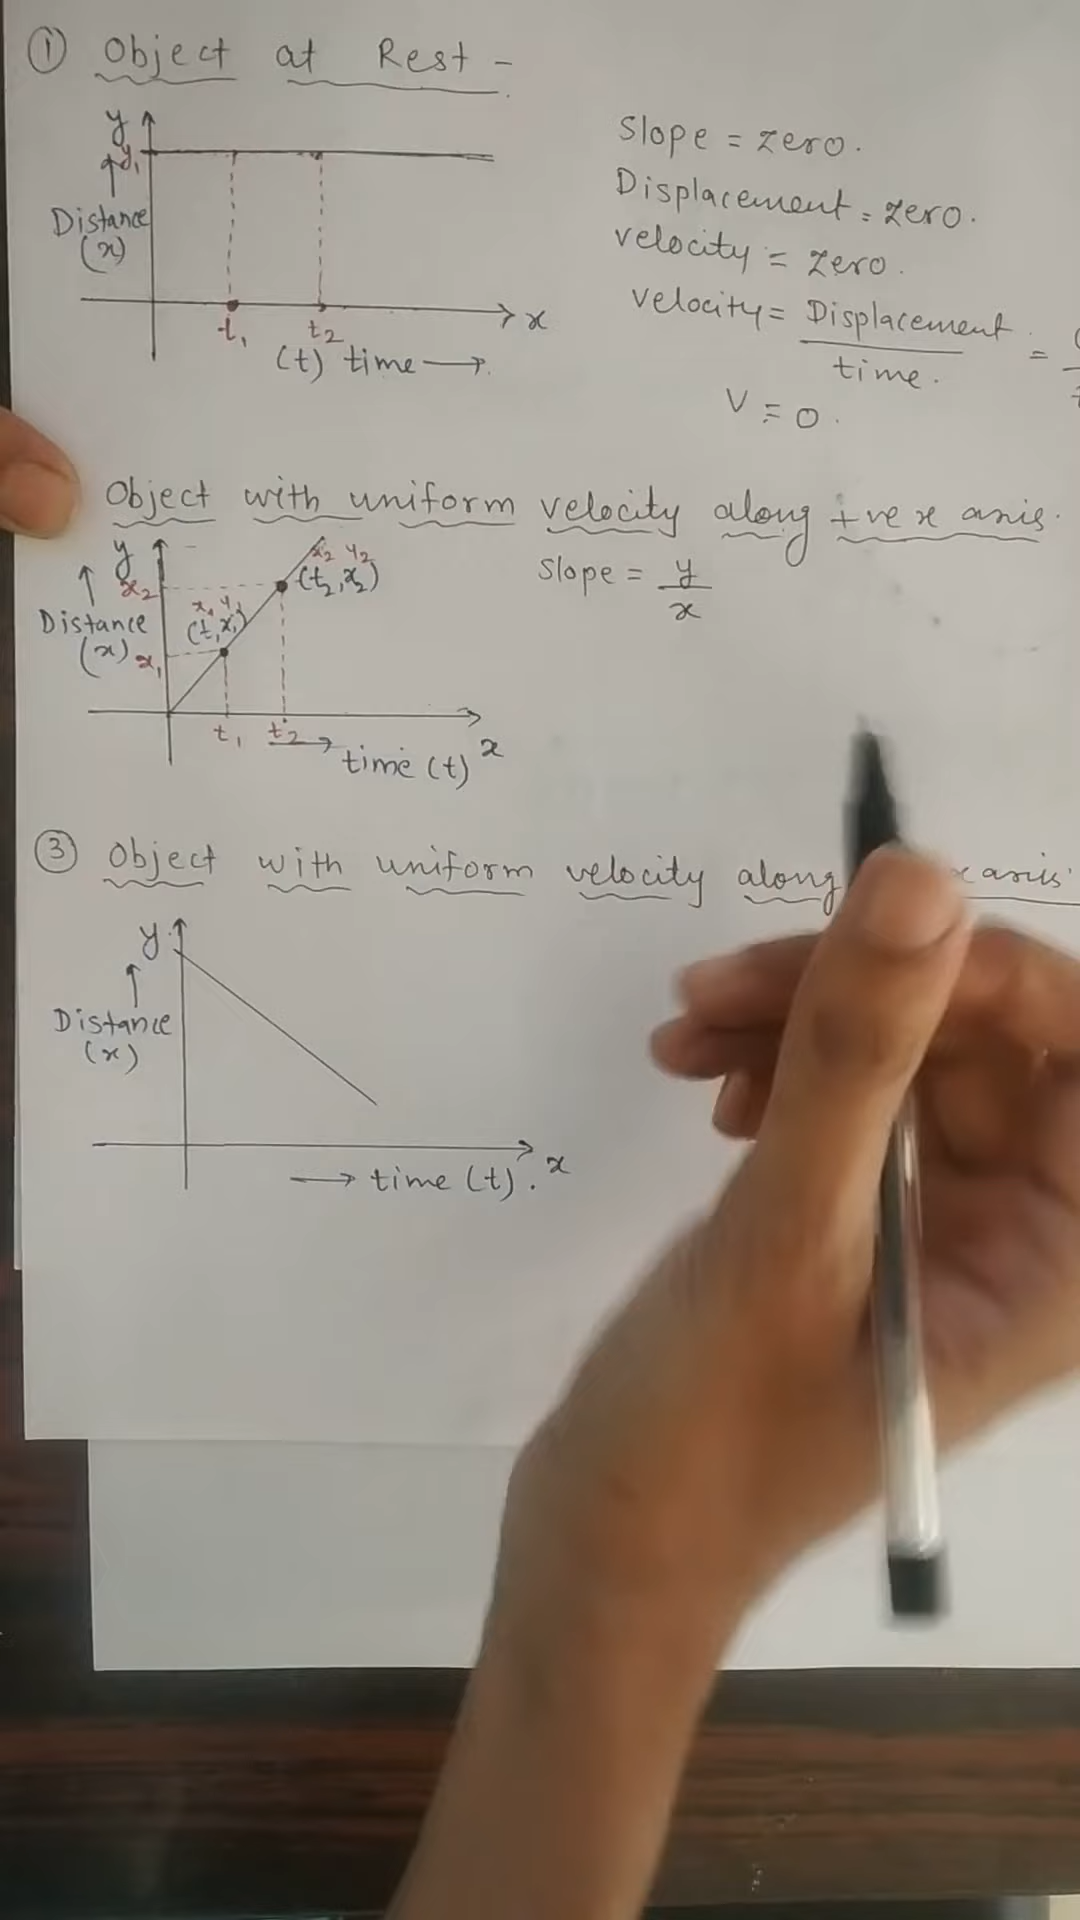 ① Object at Rest -
y
y₁
Distance
(x)
t₁ t₂ x
(t) time
Slope = zero.
Displacement = zero.
velocity = zero.
velocity = Displacement
time. =
V = 0.
Object with uniform velocity along +ve x axis.
y
x₂ y₂
(t₂, x₂)
x₂
x₁ y₁
(t₁, x₁)
Distance
(x) x₁
t₁ t₂
time (t) x
Slope = y
x
③ Object with uniform velocity along x axis
y
Distance
(x)
time (t). x